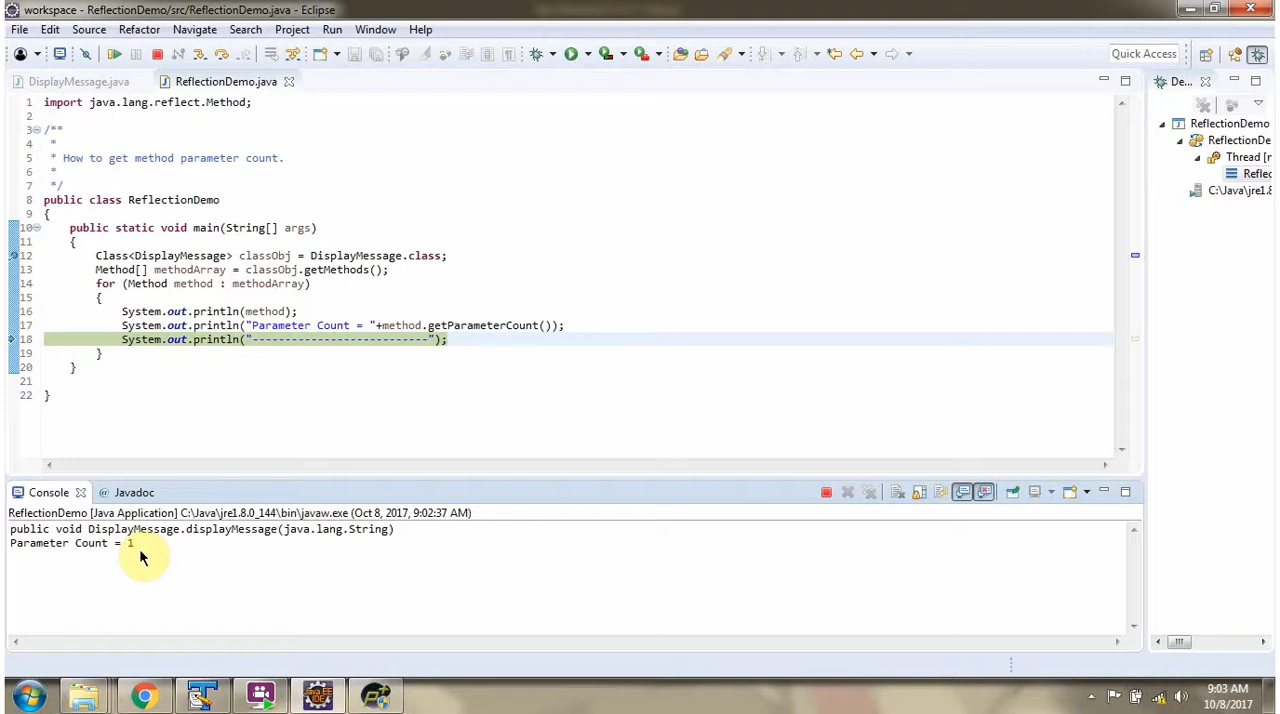 workspace - ReflectionDemo/src/ReflectionDemo.java - Eclipse
File Edit Source Refactor Navigate Search Project Run Window Help
Quick Access
DisplayMessage.java ReflectionDemo.java De...
1 import java.lang.reflect.Method;
2
3 /**
4 *
5 * How to get method parameter count.
6 *
7 */
8 public class ReflectionDemo
9 {
10 public static void main(String[] args)
11 {
12 Class<DisplayMessage> classObj = DisplayMessage.class;
13 Method[] methodArray = classObj.getMethods();
14 for (Method method : methodArray)
15 {
16 System.out.println(method);
17 System.out.println("Parameter Count = "+method.getParameterCount());
18 System.out.println("---------------------------");
19 }
20 }
21
22 }
ReflectionDemo
ReflectionDe
Thread [n
Reflec
C:\Java\jre1.8
Console @ Javadoc
ReflectionDemo [Java Application] C:\Java\jre1.8.0_144\bin\javaw.exe (Oct 8, 2017, 9:02:37 AM)
public void DisplayMessage.displayMessage(java.lang.String)
Parameter Count = 1
9:03 AM
10/8/2017